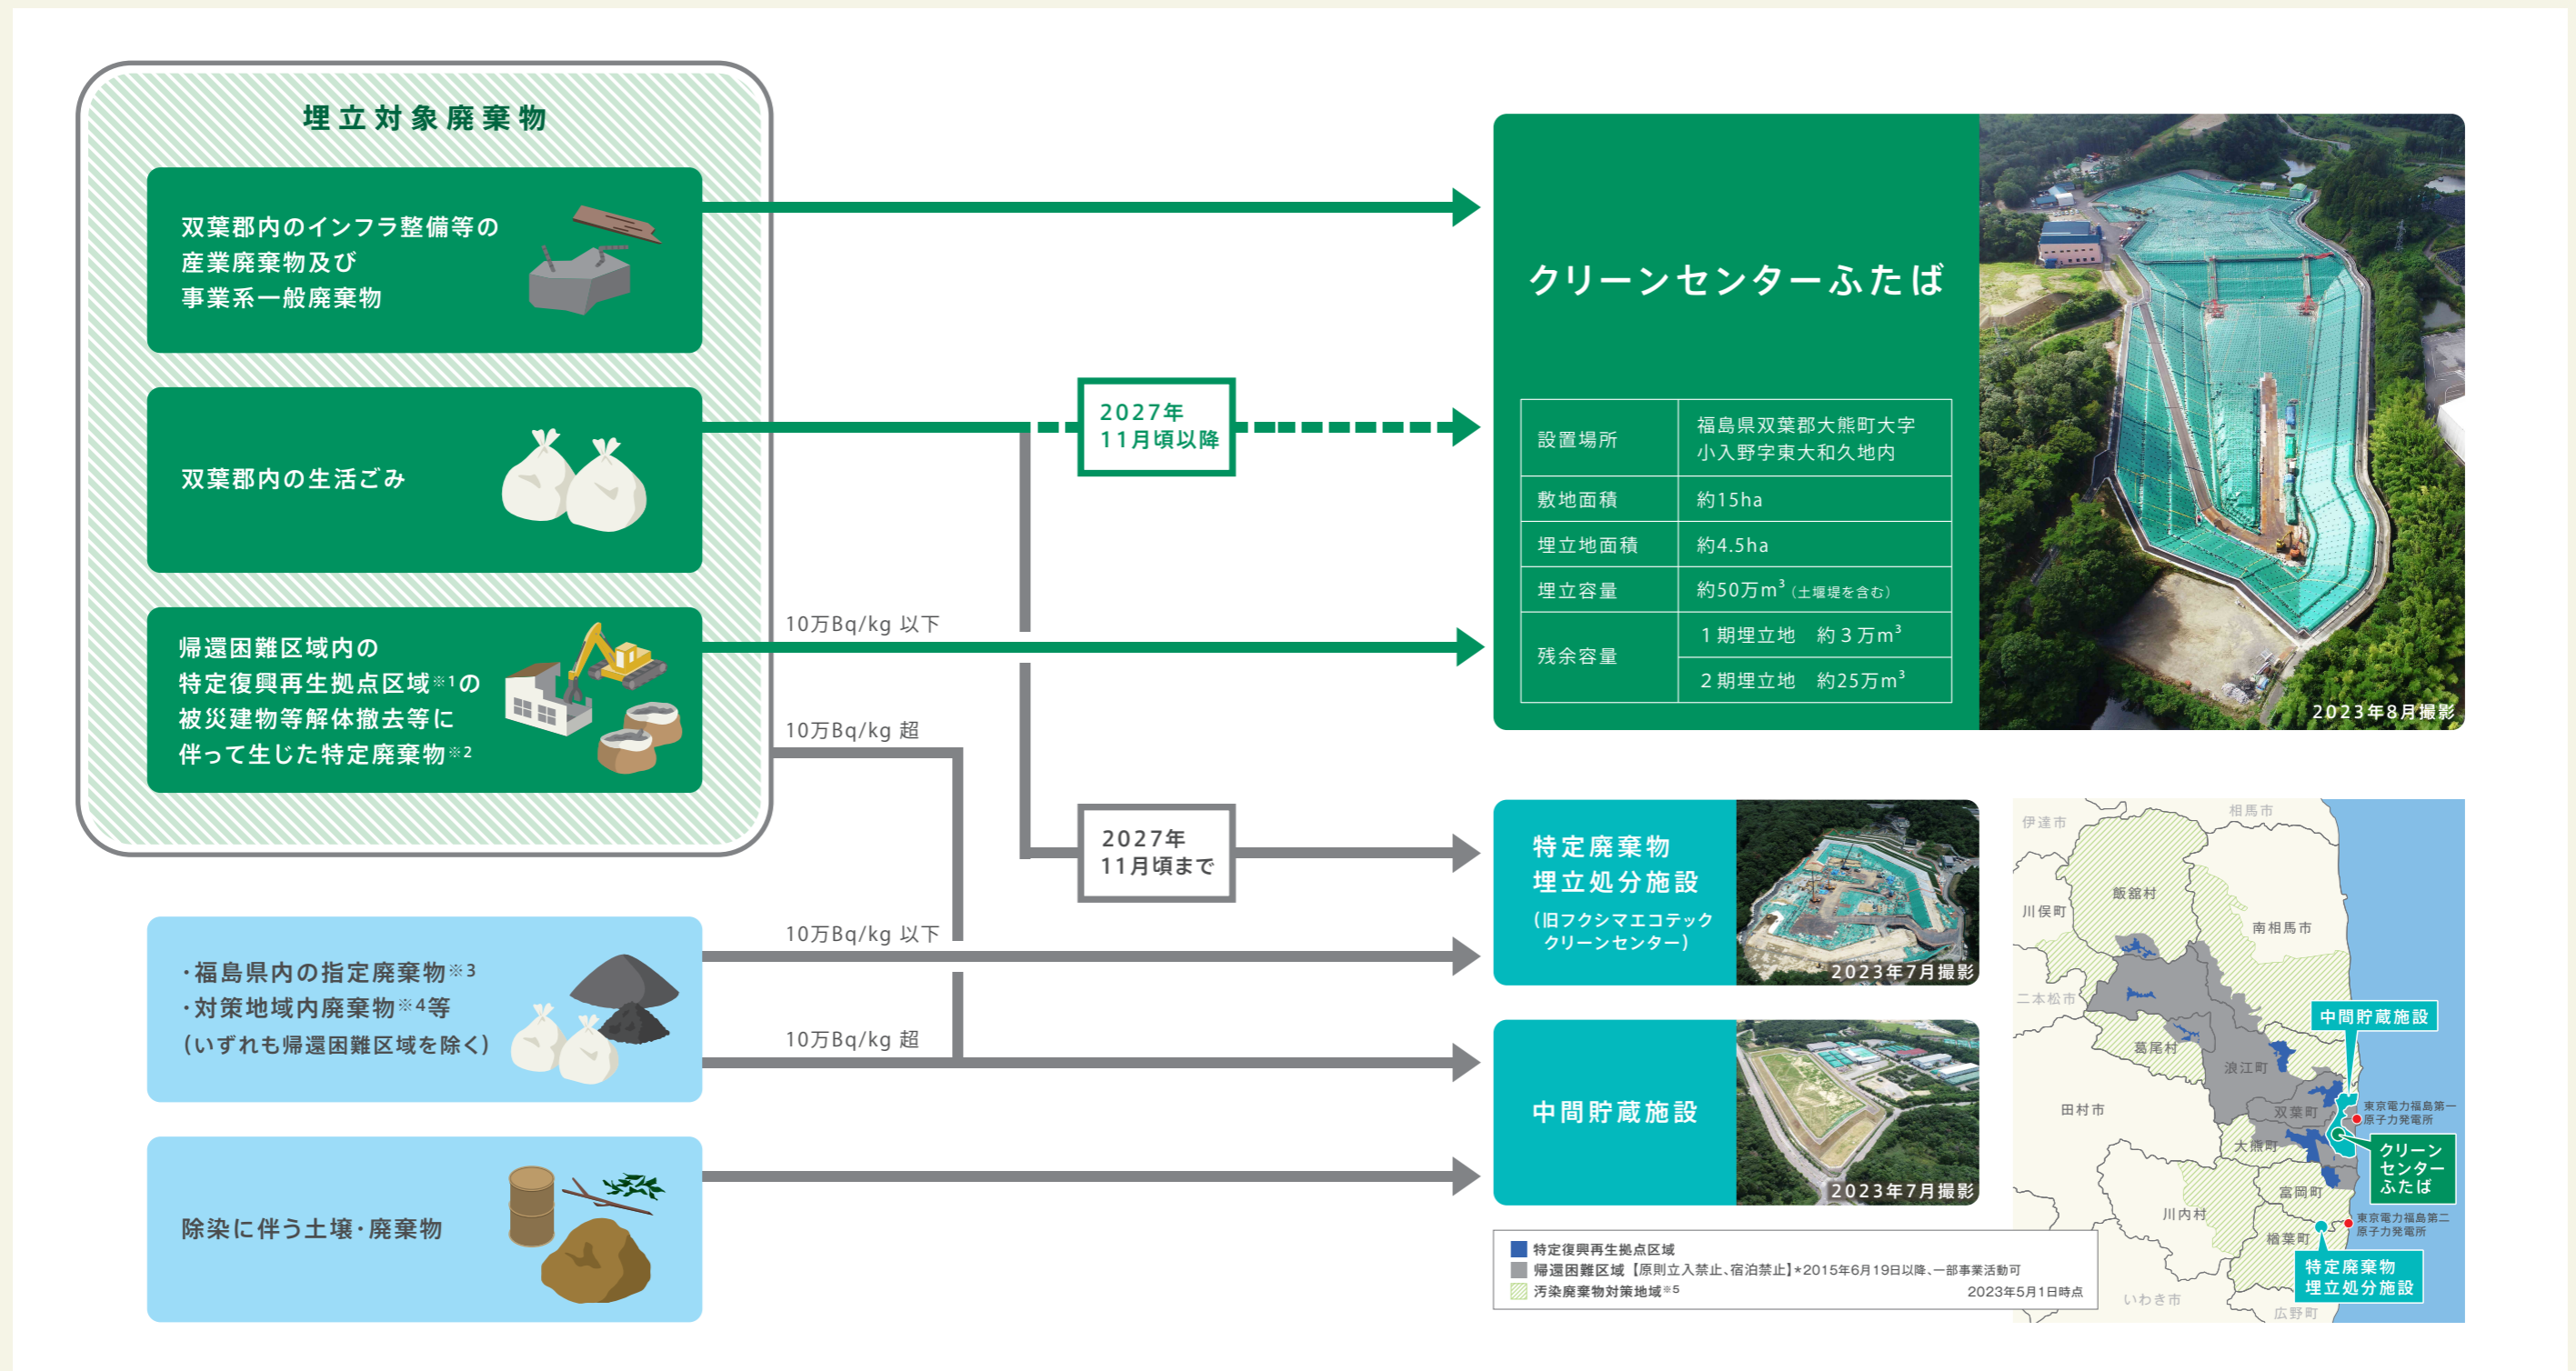 埋立対象廃棄物
双葉郡内のインフラ整備等の
産業廃棄物及び
事業系一般廃棄物
双葉郡内の生活ごみ
帰還困難区域内の
特定復興再生拠点区域※1の
被災建物等解体撤去等に
伴って生じた特定廃棄物※2
・福島県内の指定廃棄物※3
・対策地域内廃棄物※4等
(いずれも帰還困難区域を除く)
除染に伴う土壌・廃棄物
2027年
11月頃以降
10万Bq/kg 以下
10万Bq/kg 超
2027年
11月頃まで
10万Bq/kg 以下
10万Bq/kg 超
クリーンセンターふたば
設置場所
福島県双葉郡大熊町大字
小入野字東大和久地内
敷地面積 約15ha
埋立地面積 約4.5ha
埋立容量 約50万m³(土堰堤を含む)
残余容量
1期埋立地 約3万m³
2期埋立地 約25万m³
2023年8月撮影
特定廃棄物
埋立処分施設
(旧フクシマエコテック
クリーンセンター)
2023年7月撮影
中間貯蔵施設
2023年7月撮影
伊達市
相馬市
飯舘村
川俣町
南相馬市
二本松市
中間貯蔵施設
葛尾村
浪江町
田村市
双葉町
東京電力福島第一
原子力発電所
大熊町
クリーン
センター
ふたば
富岡町
川内村
東京電力福島第二
原子力発電所
楢葉町
特定廃棄物
埋立処分施設
いわき市
広野町
特定復興再生拠点区域
帰還困難区域【原則立入禁止、宿泊禁止】*2015年6月19日以降、一部事業活動可
汚染廃棄物対策地域※5
2023年5月1日時点